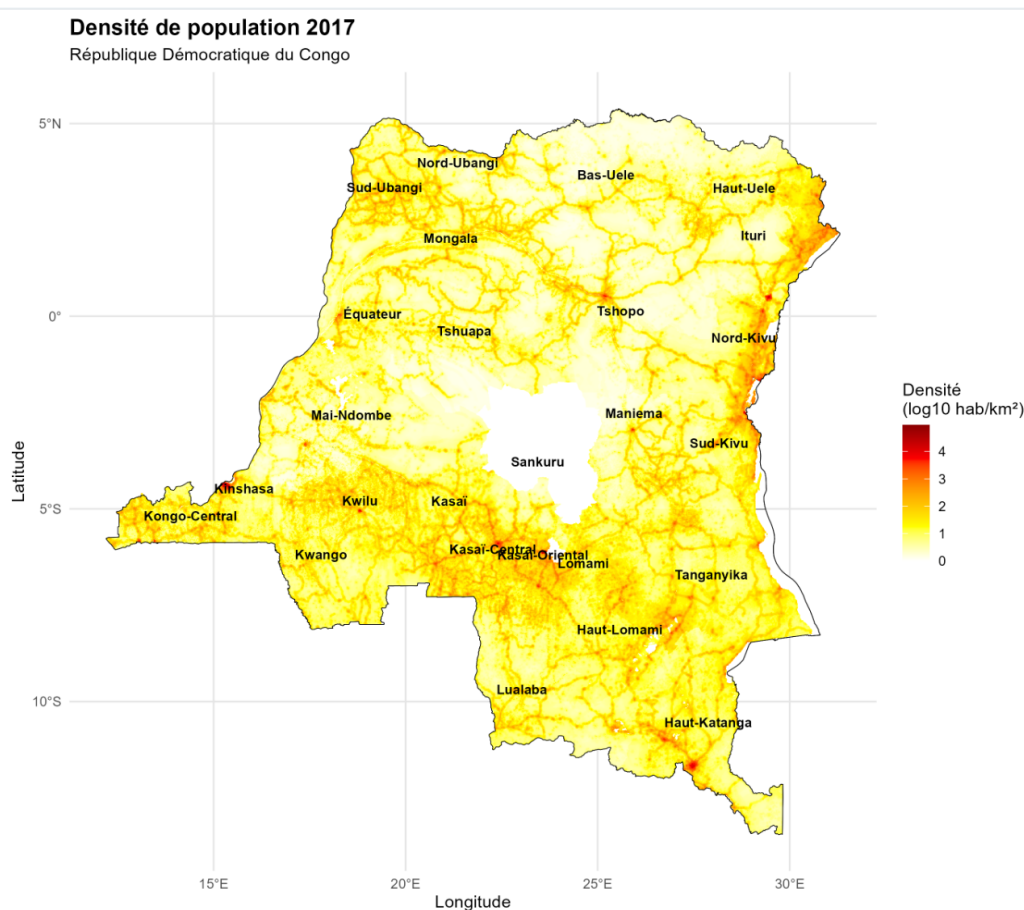 Densité de population 2017
République Démocratique du Congo
5°N
0°
5°S
10°S
Latitude
Nord-Ubangi
Bas-Uele
Sud-Ubangi
Haut-Uele
Mongala
Ituri
Équateur
Tshopo
Tshuapa
Nord-Kivu
Mai-Ndombe
Maniema
Sud-Kivu
Sankuru
Kinshasa
Kwilu
Kasaï
Kongo-Central
Kwango
Kasaï-Central
Kasaï-Oriental
Lomami
Tanganyika
Haut-Lomami
Lualaba
Haut-Katanga
Densité
(log10 hab/km²)
4
3
2
1
0
15°E
20°E
25°E
30°E
Longitude